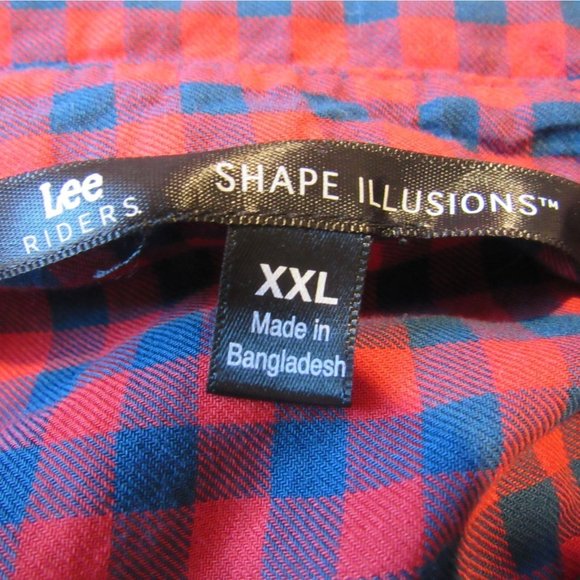 Lee
RIDERS
SHAPE ILLUSIONS™
XXL
Made in
Bangladesh